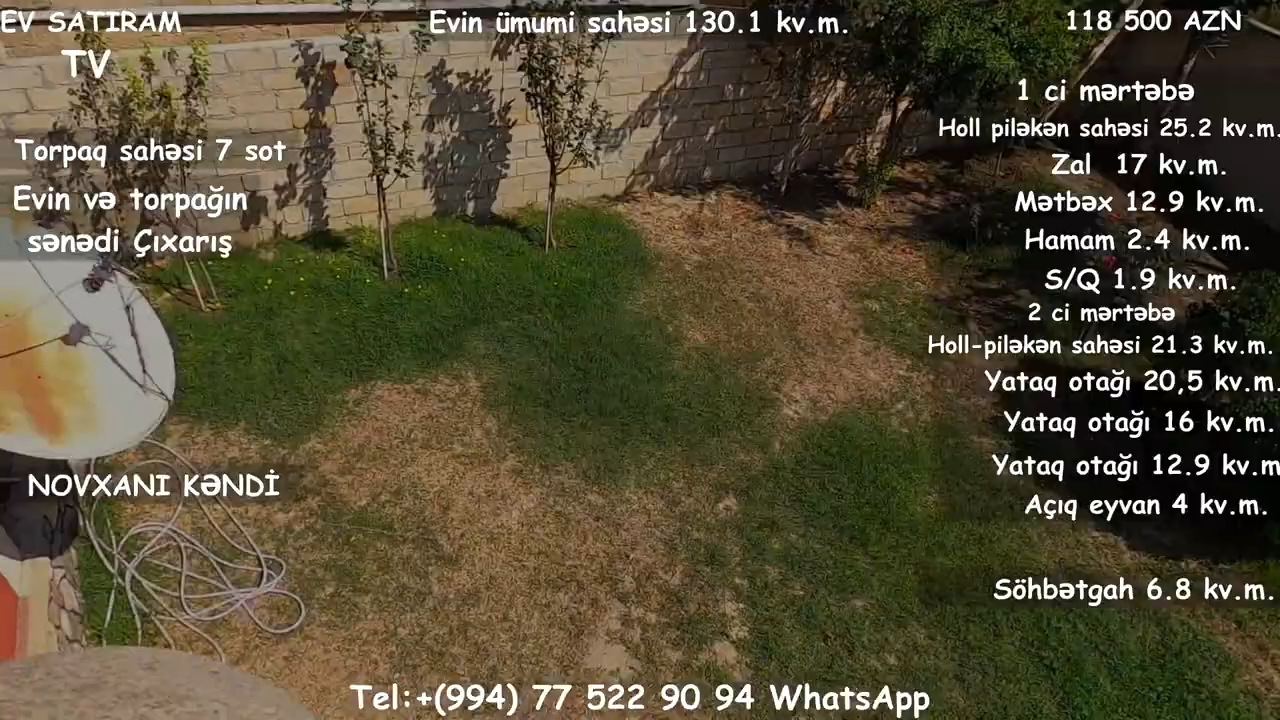 EV SATIRAM
TV
Evin ümumi sahəsi 130.1 kv.m.
118 500 AZN
Torpaq sahəsi 7 sot
Evin və torpağın
sənədi Çıxarış
NOVXANI KƏNDİ
1 ci mərtəbə
Holl piləkən sahəsi 25.2 kv.m.
Zal 17 kv.m.
Mətbəx 12.9 kv.m.
Hamam 2.4 kv.m.
S/Q 1.9 kv.m.
2 ci mərtəbə
Holl-piləkən sahəsi 21.3 kv.m.
Yataq otağı 20,5 kv.m.
Yataq otağı 16 kv.m.
Yataq otağı 12.9 kv.m
Açıq eyvan 4 kv.m.
Söhbətgah 6.8 kv.m.
Tel:+(994) 77 522 90 94 WhatsApp